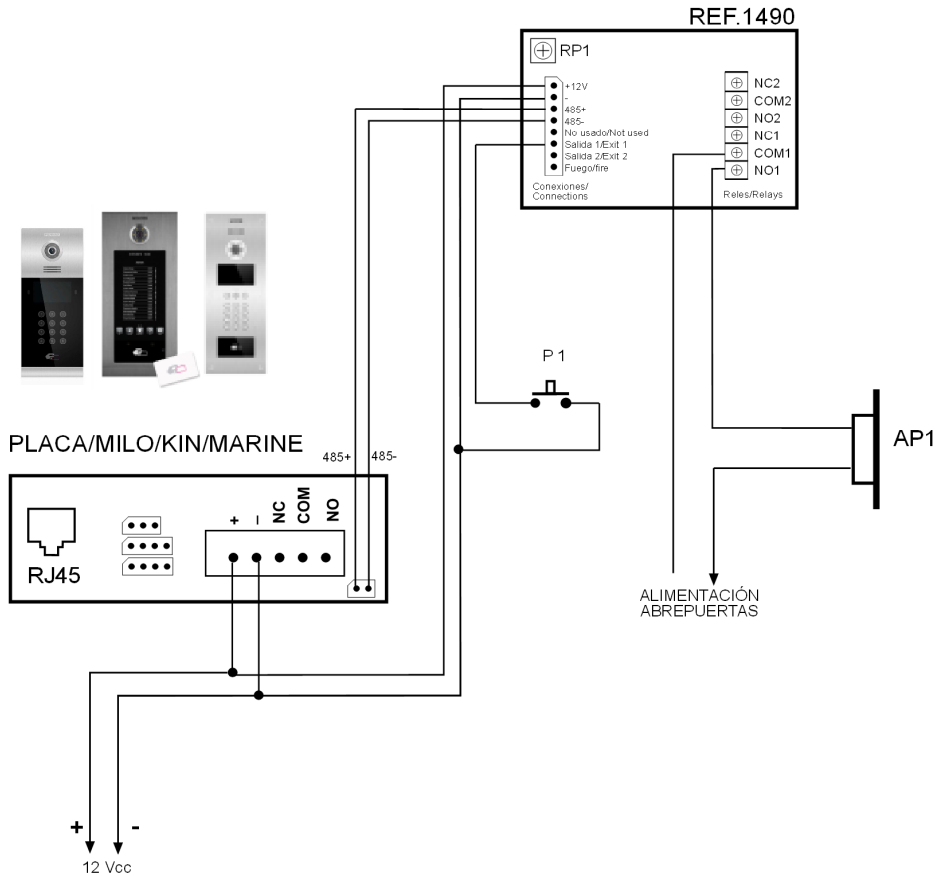 REF.1490
RP1
+12V
-
485+
485-
No usado/Not used
Salida 1/Exit 1
Salida 2/Exit 2
Fuego/fire
Conexiones/
Connections
NC2
COM2
NO2
NC1
COM1
NO1
Reles/Relays
P 1
AP1
PLACA/MILO/KIN/MARINE
485+
485-
+
–
NC
COM
NO
RJ45
ALIMENTACIÓN
ABREPUERTAS
+
-
12 Vcc